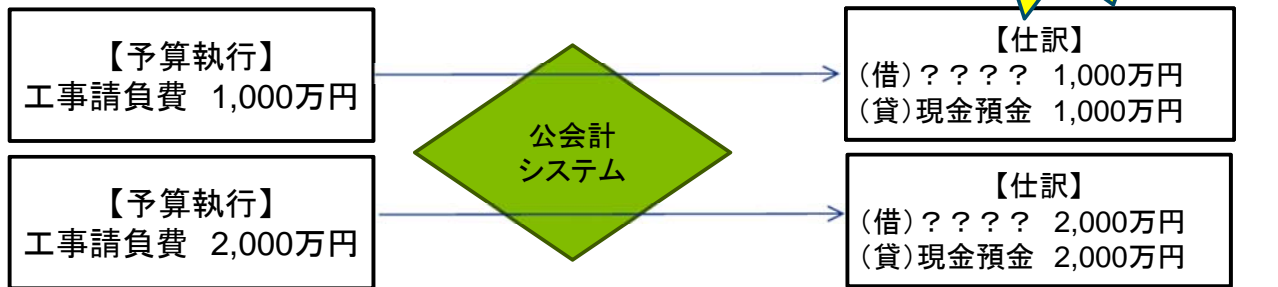 【予算執行】
工事請負費 1,000万円
【仕訳】
(借)？？？？ 1,000万円
(貸)現金預金 1,000万円
公会計
システム
【予算執行】
工事請負費 2,000万円
【仕訳】
(借)？？？？ 2,000万円
(貸)現金預金 2,000万円